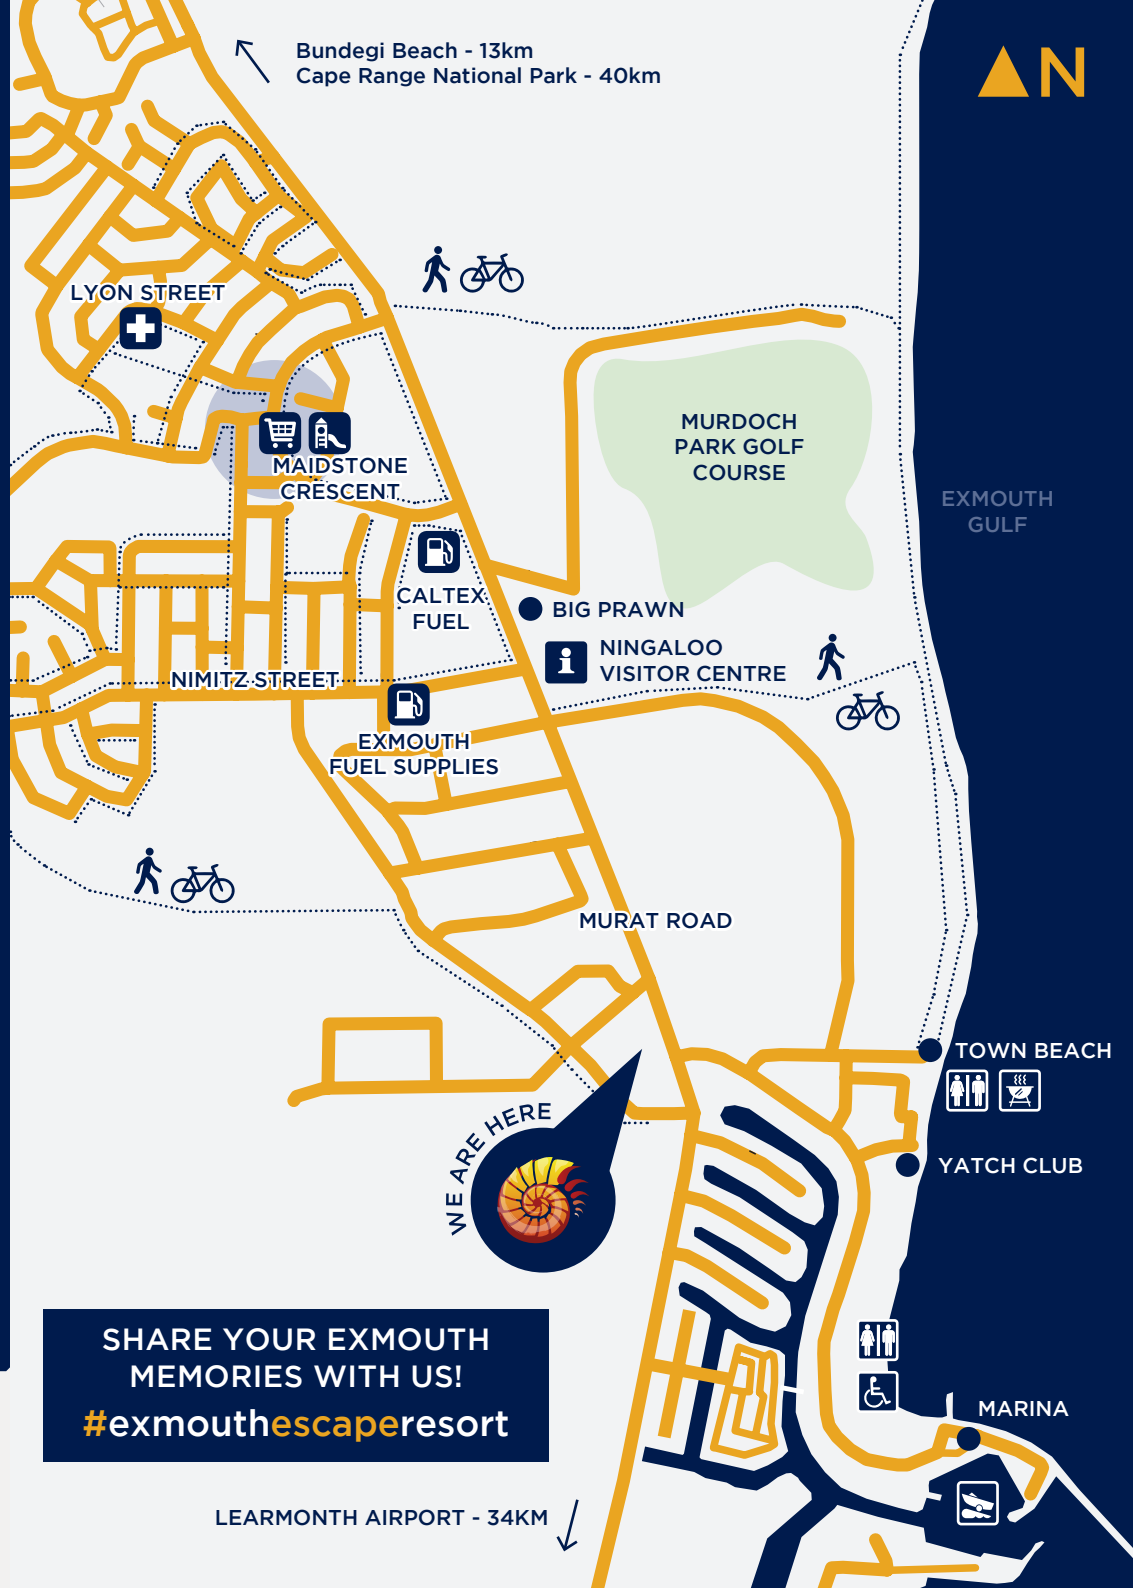 Bundegi Beach - 13km
Cape Range National Park - 40km
N
LYON STREET
MURDOCH
PARK GOLF
COURSE
MAIDSTONE
CRESCENT
EXMOUTH
GULF
CALTEX
FUEL
BIG PRAWN
NINGALOO
VISITOR CENTRE
NIMITZ STREET
EXMOUTH
FUEL SUPPLIES
MURAT ROAD
TOWN BEACH
WE ARE HERE
YATCH CLUB
SHARE YOUR EXMOUTH
MEMORIES WITH US!
#exmouthescaperesort
MARINA
LEARMONTH AIRPORT - 34KM